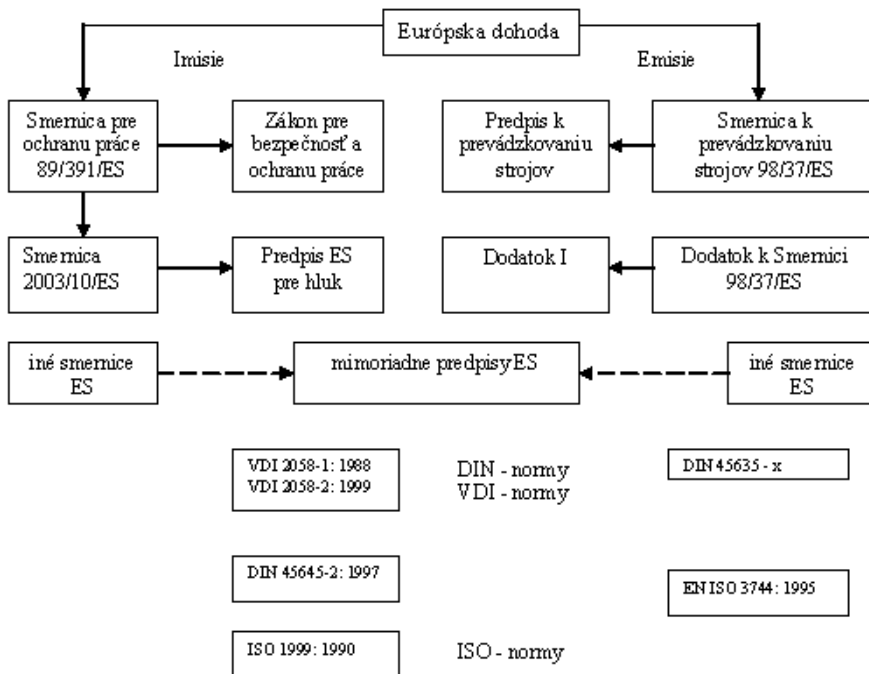 Európska dohoda
Imisie
Emisie
Smernica pre
ochranu práce
89/391/ES
Zákon pre
bezpečnosť a
ochranu práce
Predpis k
prevádzkovaniu
strojov
Smernica k
prevádzkovaniu
strojov 98/37/ES
Smernica
2003/10/ES
Predpis ES
pre hluk
Dodatok I
Dodatok k Smernici
98/37/ES
iné smernice
ES
mimoriadne predpisy ES
iné smernice
ES
VDI 2058-1: 1988
VDI 2058-2: 1999
DIN - normy
VDI - normy
DIN 45635 - x
DIN 45645-2: 1997
EN ISO 3744: 1995
ISO 1999: 1990
ISO - normy